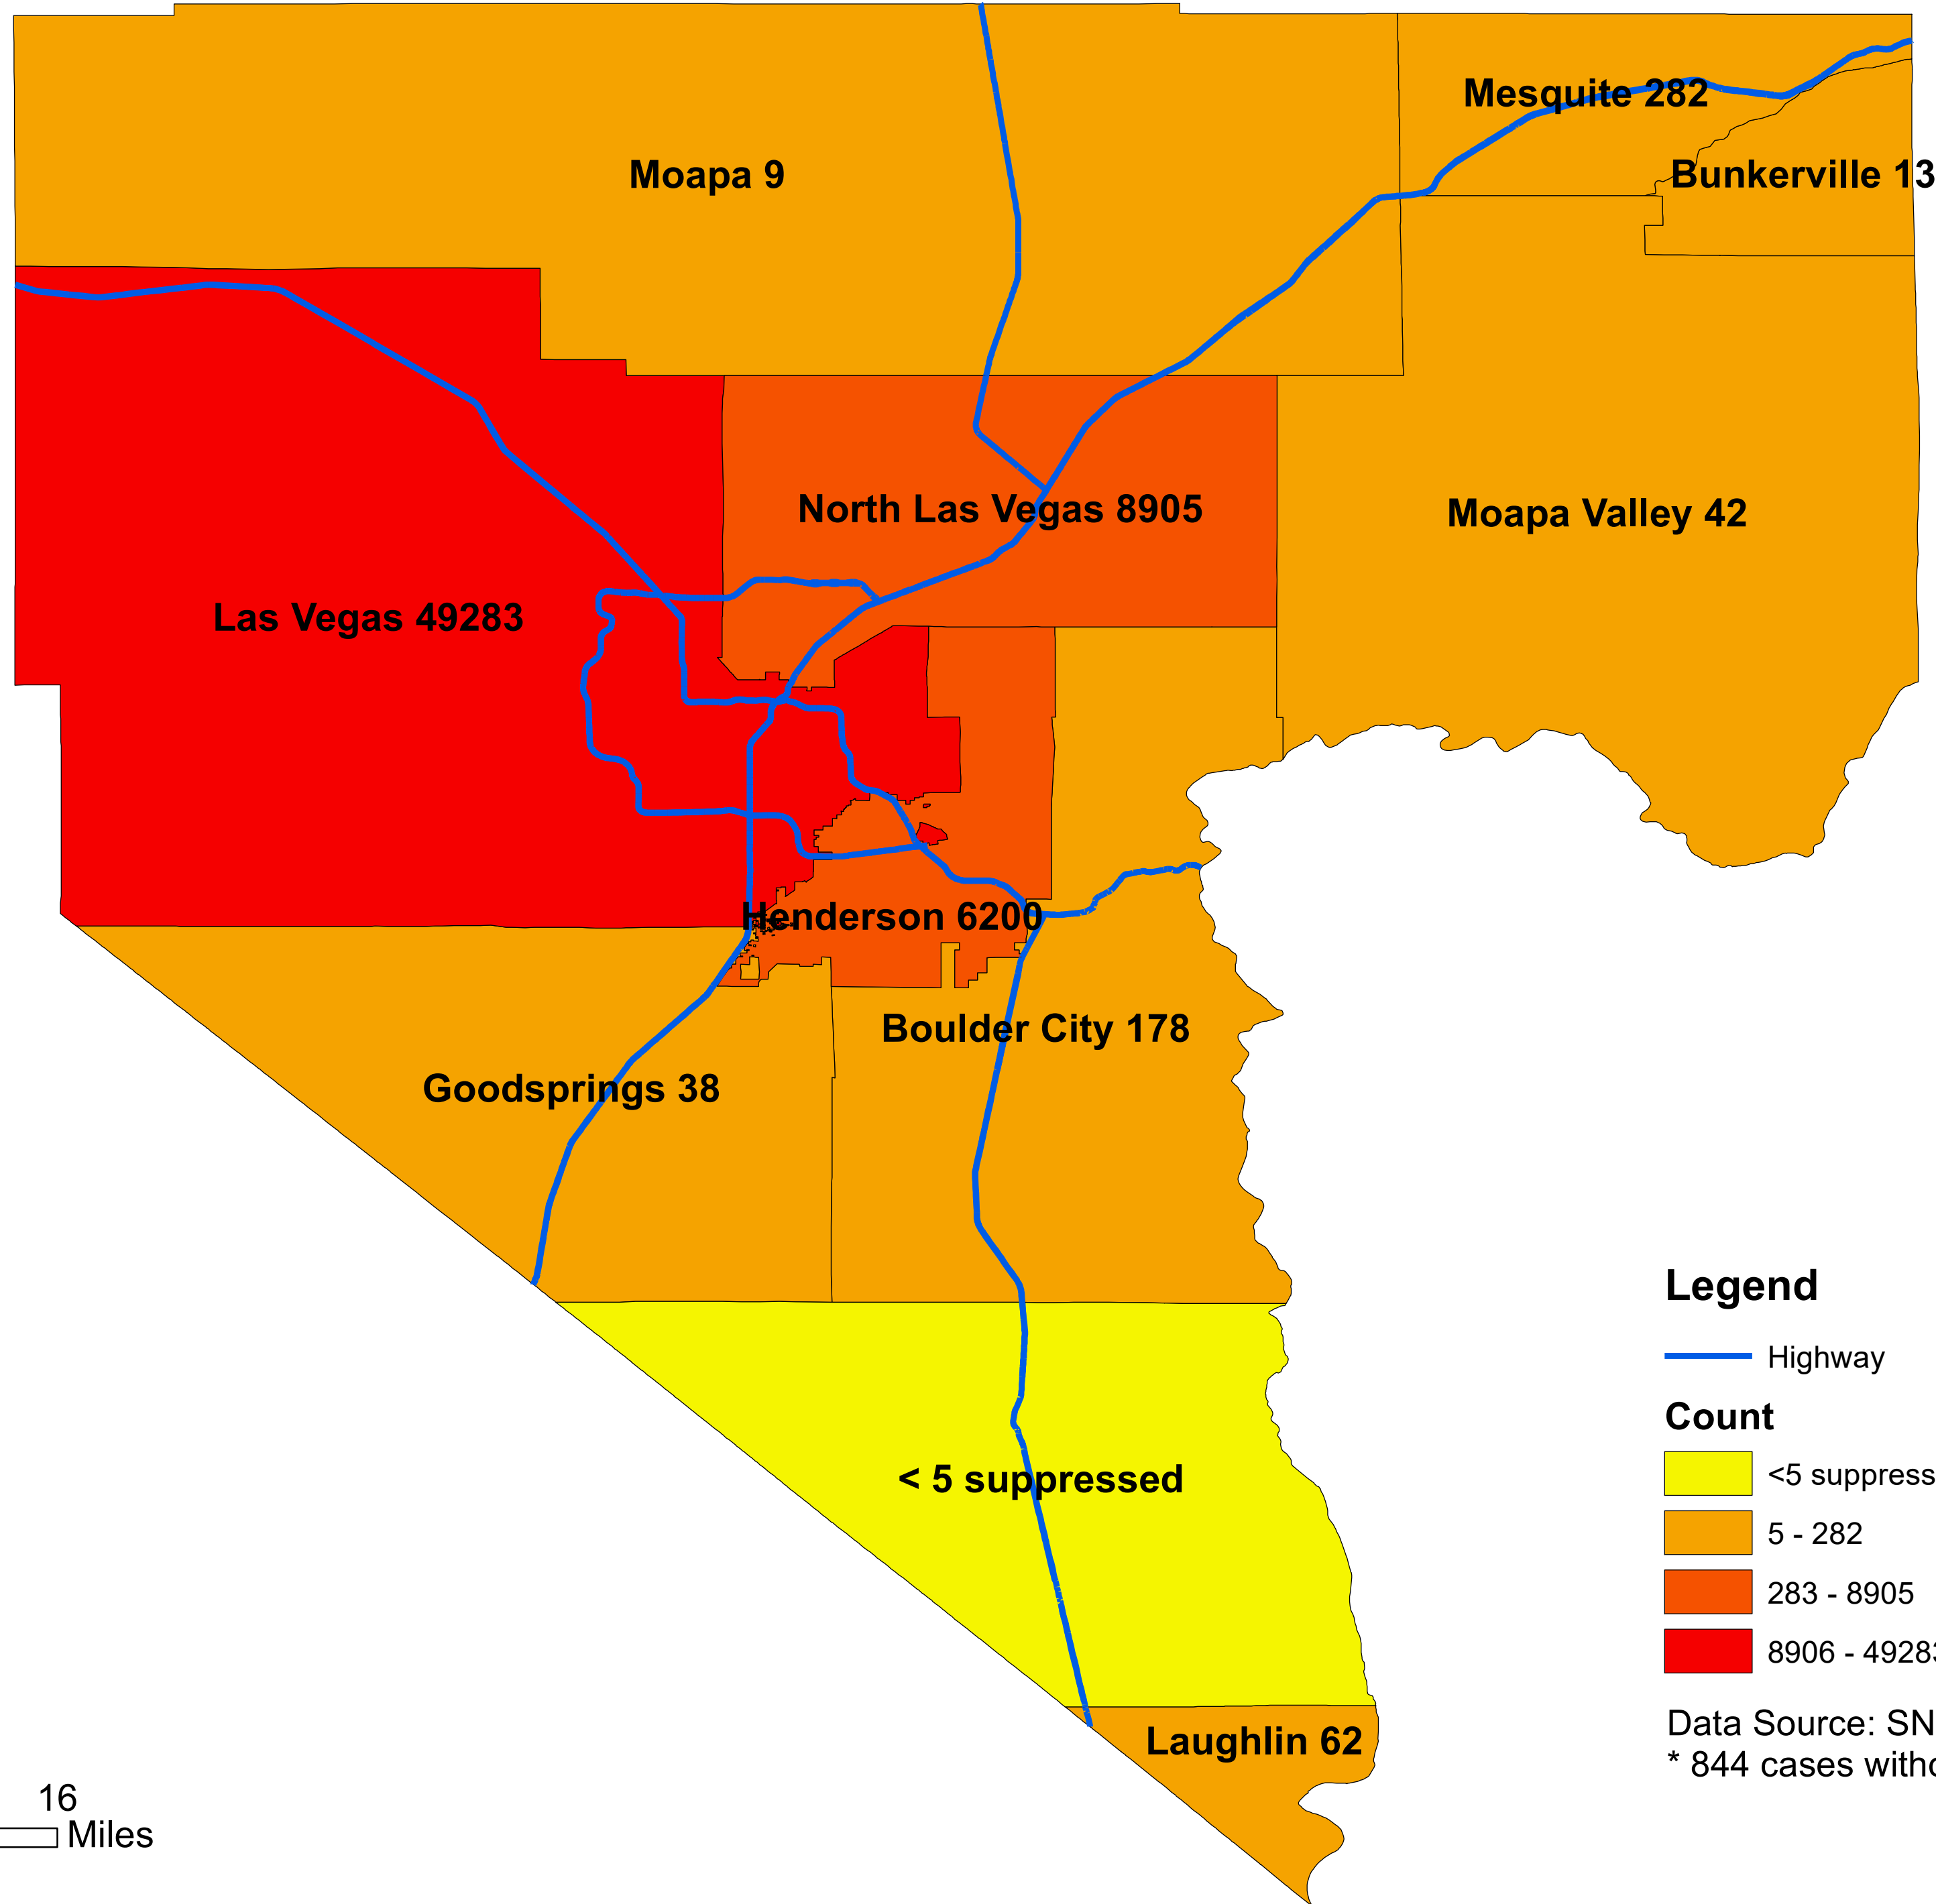 Mesquite 282
Moapa 9
Bunkerville 13
North Las Vegas 8905
Moapa Valley 42
Las Vegas 49283
Henderson 6200
Boulder City 178
Goodsprings 38
< 5 suppressed
Laughlin 62
Legend
Highway
Count
<5 suppress
5 - 282
283 - 8905
8906 - 49283
Data Source: SN
* 844 cases witho
16
Miles